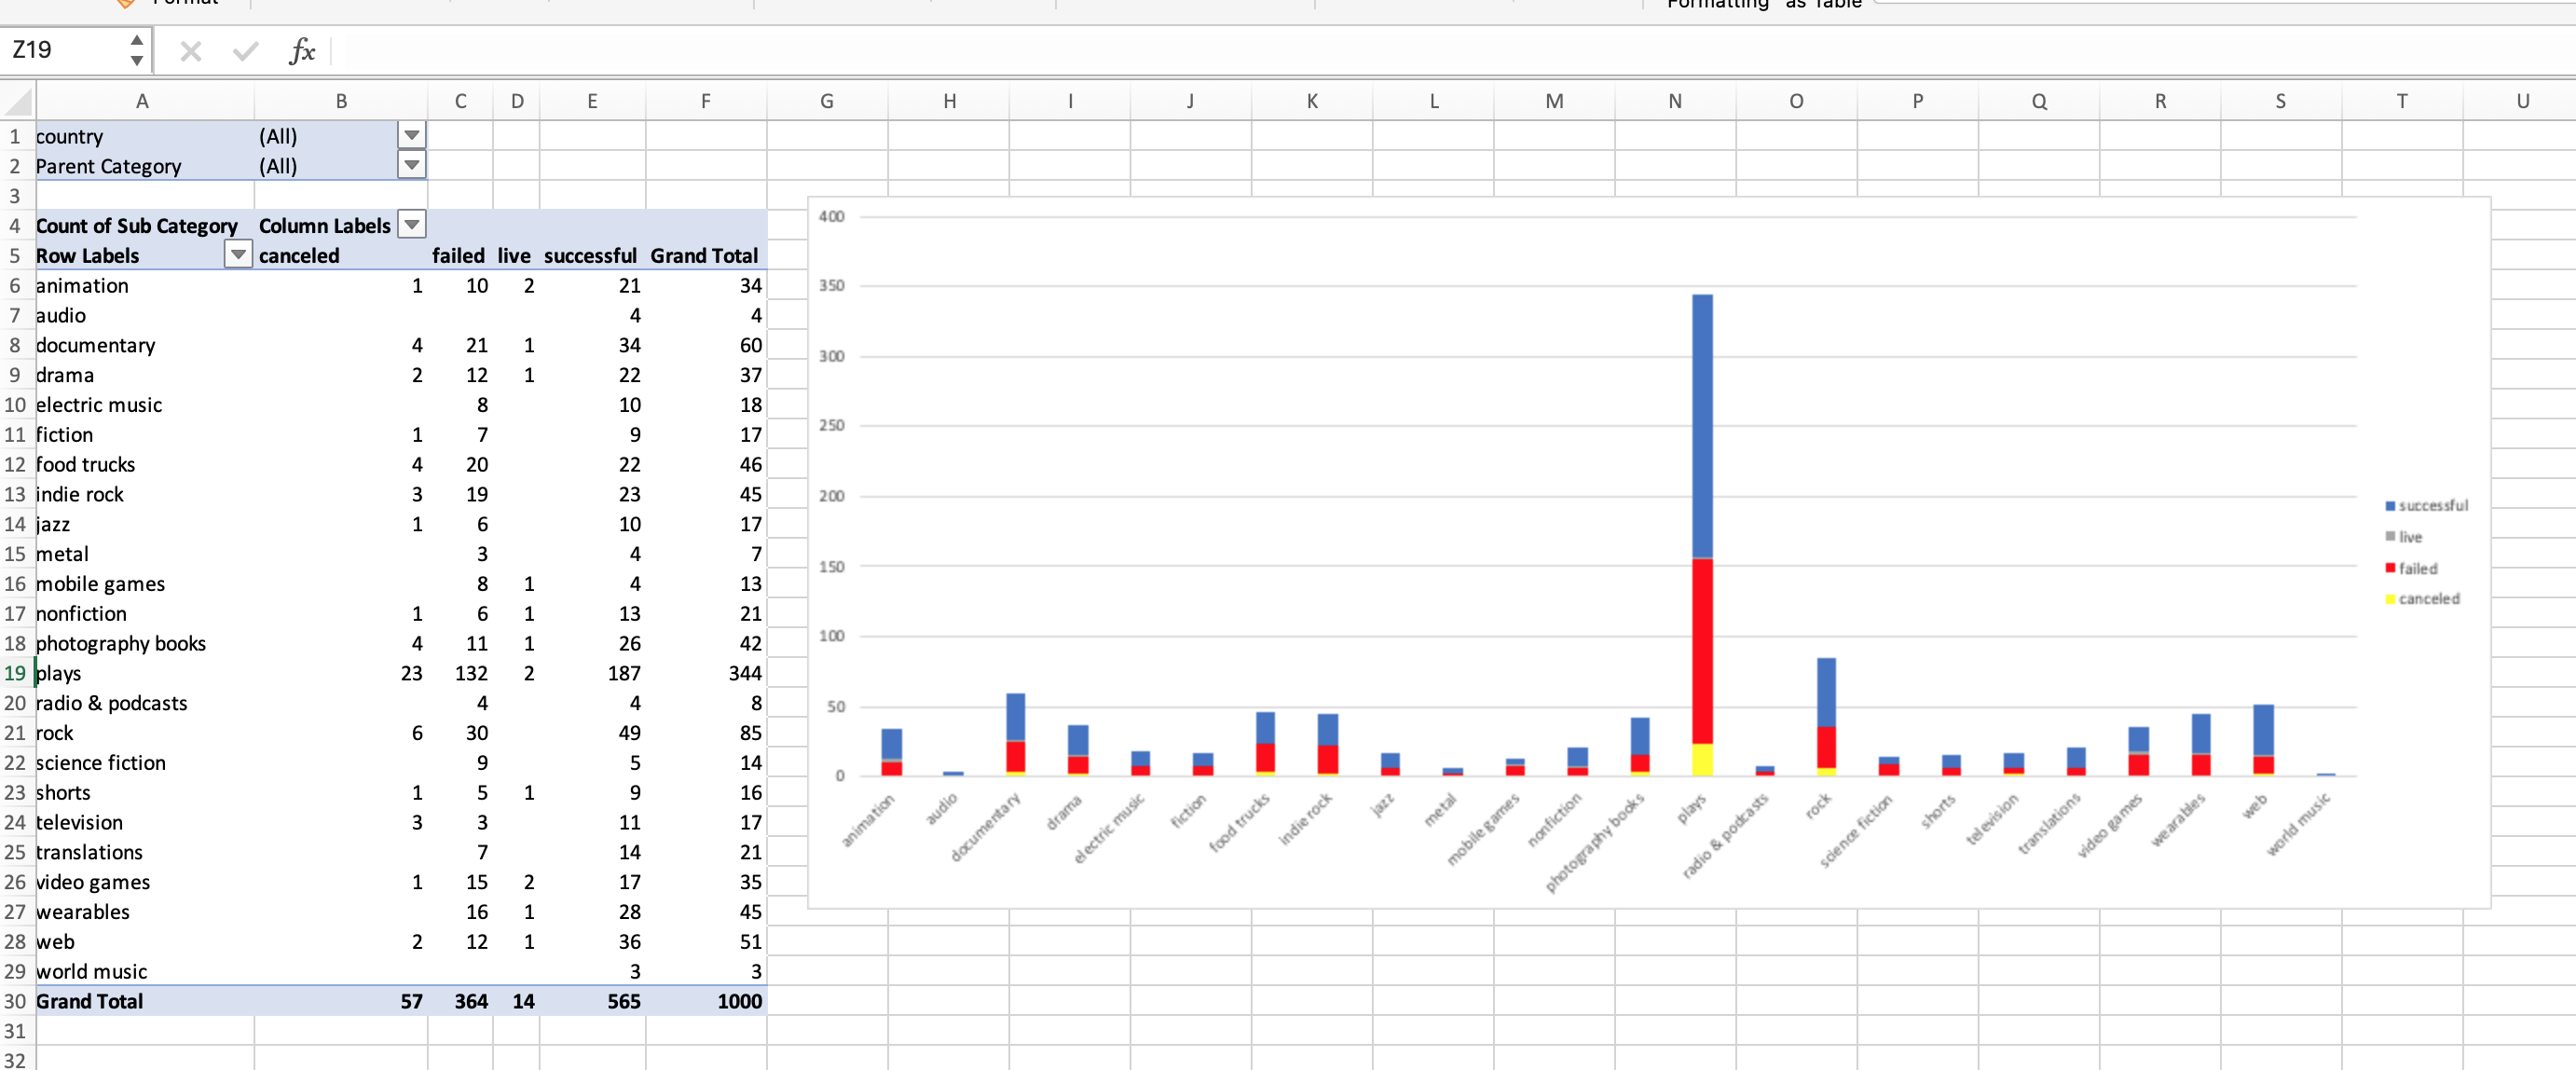 Format
Formatting as Table
Z19 fx
A B C D E F G H I J K L M N O P Q R S T U
1 country (All)
2 Parent Category (All)
3
4 Count of Sub Category Column Labels
5 Row Labels canceled failed live successful Grand Total
6 animation 1 10 2 21 34
7 audio 4 4
8 documentary 4 21 1 34 60
9 drama 2 12 1 22 37
10 electric music 8 10 18
11 fiction 1 7 9 17
12 food trucks 4 20 22 46
13 indie rock 3 19 23 45
14 jazz 1 6 10 17
15 metal 3 4 7
16 mobile games 8 1 4 13
17 nonfiction 1 6 1 13 21
18 photography books 4 11 1 26 42
19 plays 23 132 2 187 344
20 radio & podcasts 4 4 8
21 rock 6 30 49 85
22 science fiction 9 5 14
23 shorts 1 5 1 9 16
24 television 3 3 11 17
25 translations 7 14 21
26 video games 1 15 2 17 35
27 wearables 16 1 28 45
28 web 2 12 1 36 51
29 world music 3 3
30 Grand Total 57 364 14 565 1000
31
32
400
350
300
250
200
150
100
50
0
animation audio documentary drama electric music fiction food trucks indie rock jazz metal mobile games nonfiction photography books plays radio & podcasts rock science fiction shorts television translations video games wearables web world music
successful
live
failed
canceled